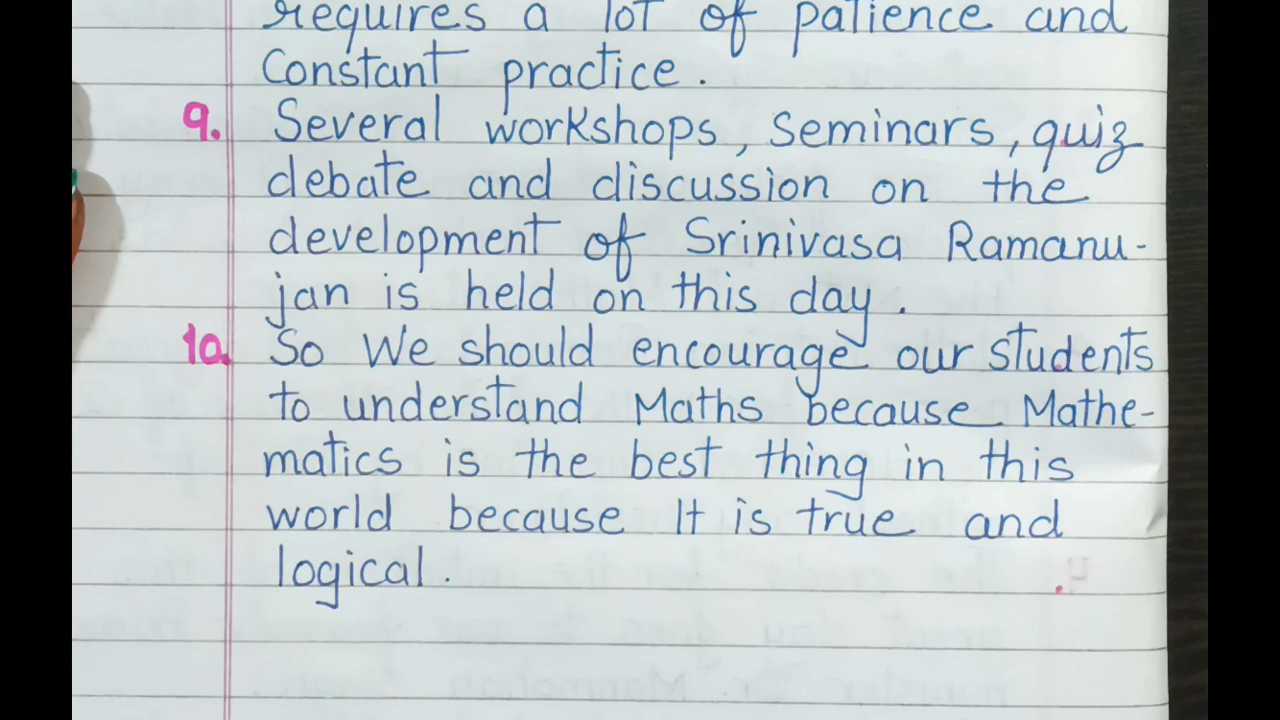 requires a lot of patience and
Constant practice.
9. Several workshops, seminars, quiz
debate and discussion on the
development of Srinivasa Ramanu-
jan is held on this day.
10. So We should encourage our students
to understand Maths because Mathe-
matics is the best thing in this
world because It is true and
logical.